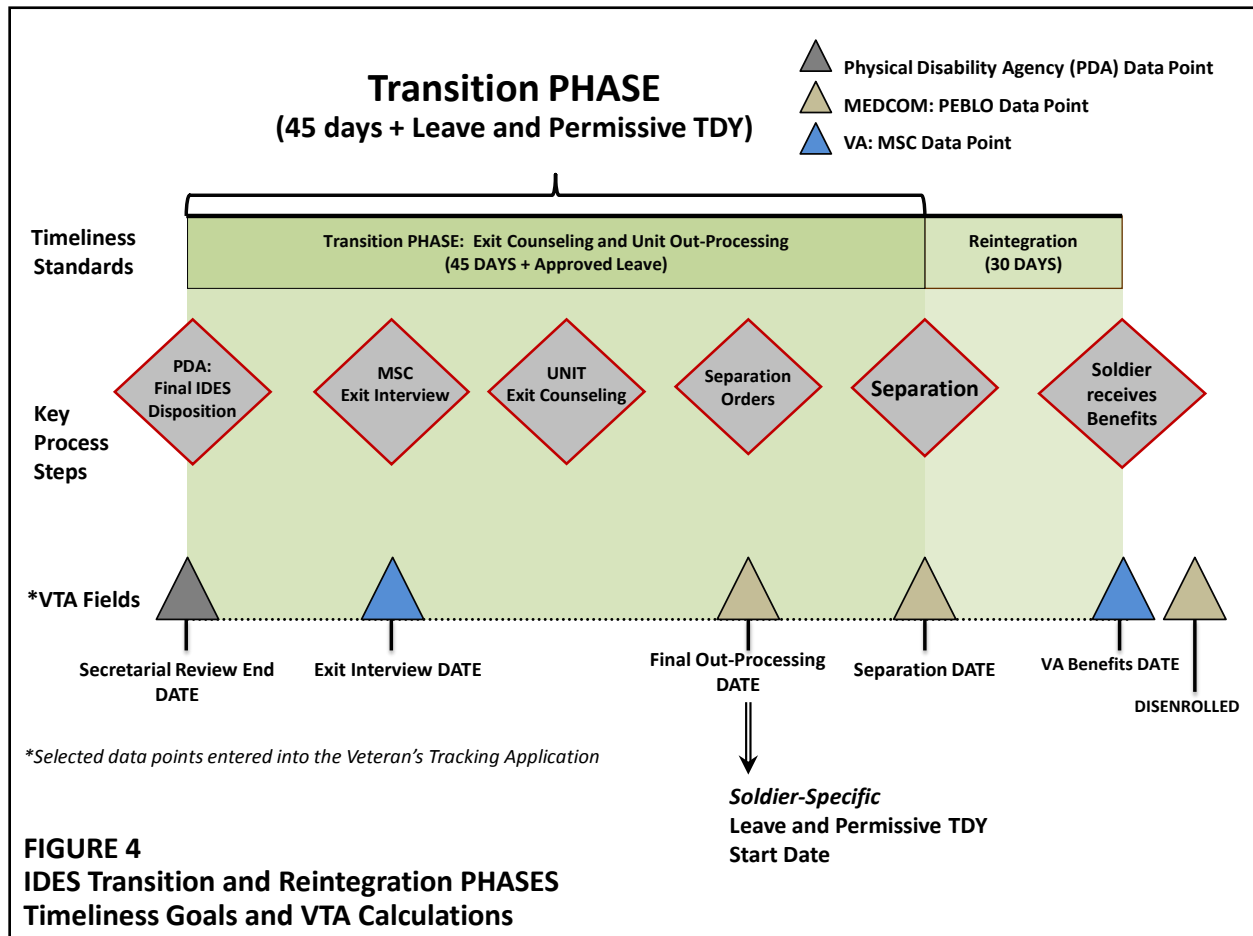 Transition PHASE
(45 days + Leave and Permissive TDY)
Physical Disability Agency (PDA) Data Point
MEDCOM: PEBLO Data Point
VA: MSC Data Point
Timeliness
Standards
Transition PHASE: Exit Counseling and Unit Out-Processing
(45 DAYS + Approved Leave)
Reintegration
(30 DAYS)
Key
Process
Steps
PDA:
Final IDES
Disposition
MSC
Exit Interview
UNIT
Exit Counseling
Separation
Orders
Separation
Soldier
receives
Benefits
*VTA Fields
Secretarial Review End
DATE
Exit Interview DATE
Final Out-Processing
DATE
Separation DATE
VA Benefits DATE
DISENROLLED
*Selected data points entered into the Veteran's Tracking Application
Soldier-Specific
Leave and Permissive TDY
Start Date
FIGURE 4
IDES Transition and Reintegration PHASES
Timeliness Goals and VTA Calculations